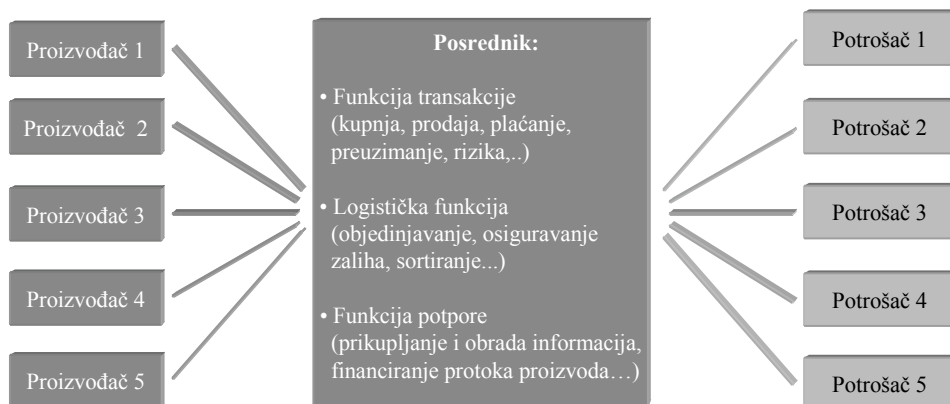 Proizvođač 1
Proizvođač 2
Proizvođač 3
Proizvođač 4
Proizvođač 5
Posrednik:
• Funkcija transakcije
(kupnja, prodaja, plaćanje,
preuzimanje, rizika,..)
• Logistička funkcija
(objedinjavanje, osiguravanje
zaliha, sortiranje...)
• Funkcija potpore
(prikupljanje i obrada informacija,
financiranje protoka proizvoda…)
Potrošač 1
Potrošač 2
Potrošač 3
Potrošač 4
Potrošač 5